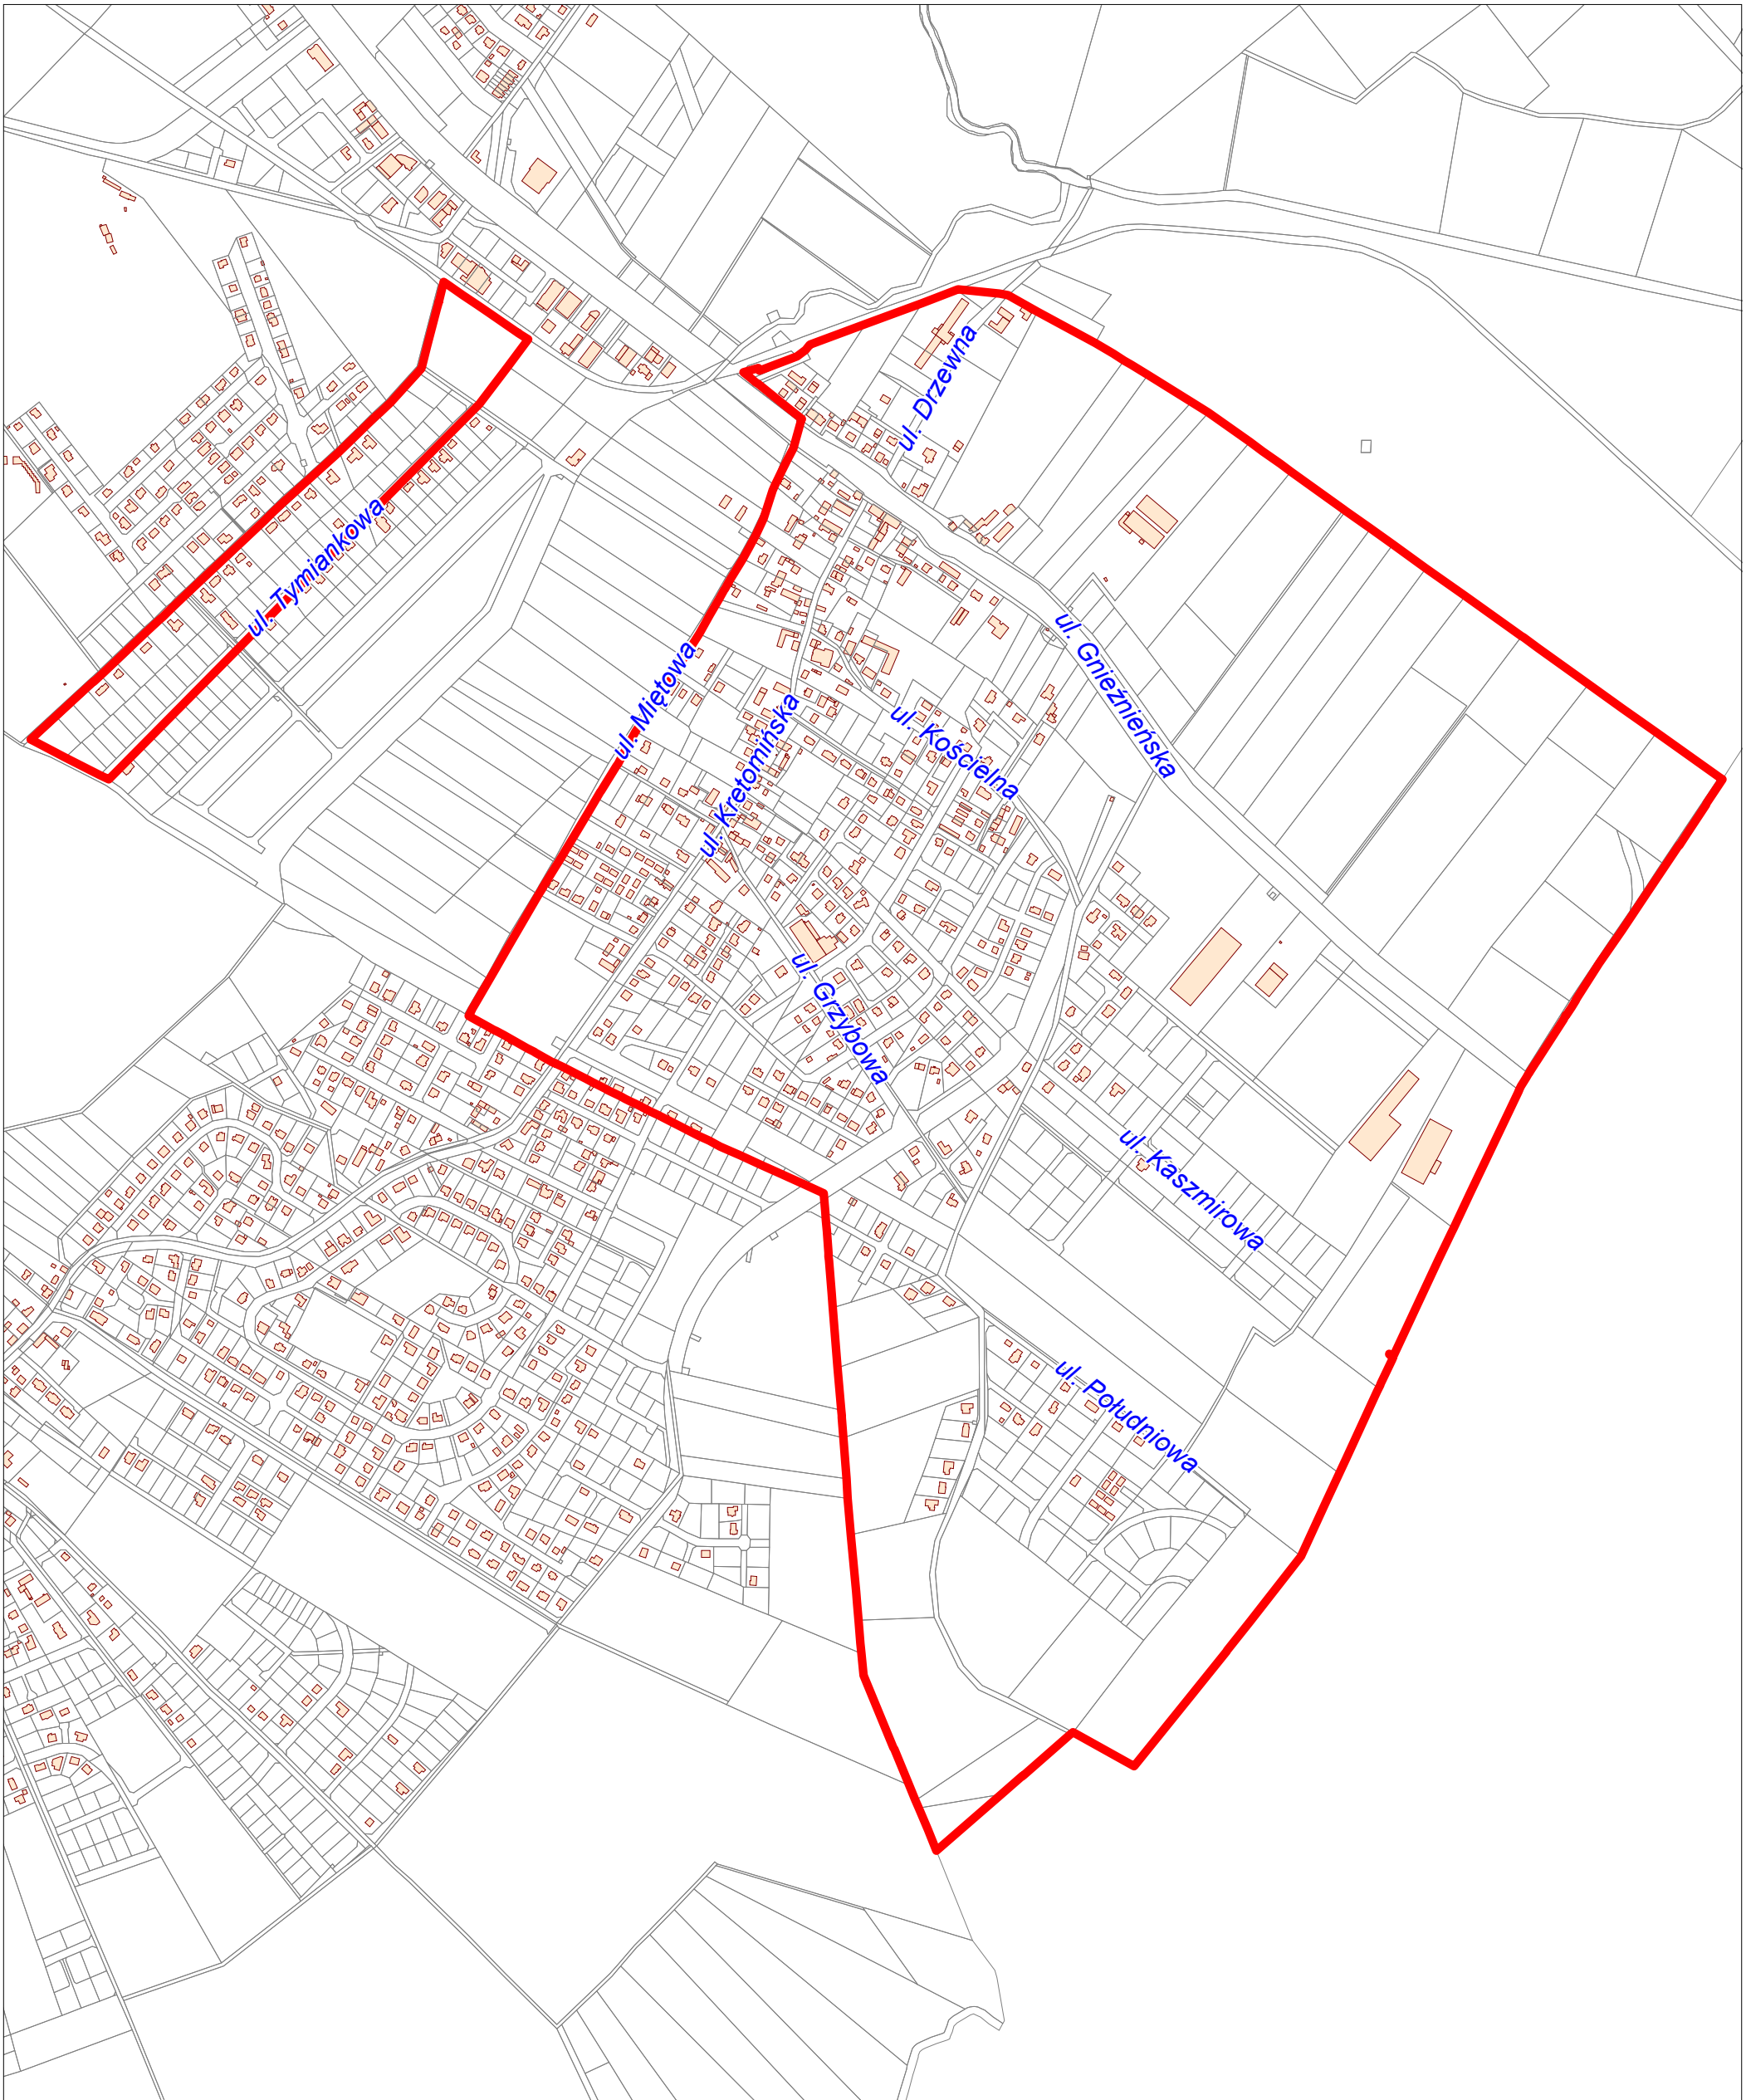 ul. Drzewna
ul. Tymiankowa
ul. Gnieźnieńska
ul. Miętowa
ul. Kretomińska
ul. Kościelna
ul. Grzybowa
ul. Kaszmirowa
ul. Południowa